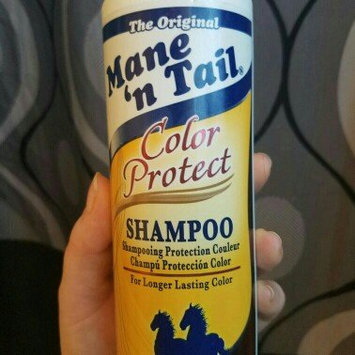 The Original
Mane
'n Tail®
Color
Protect
SHAMPOO
Shampooing Protection Couleur
Champú Protección Color
For Longer Lasting Color